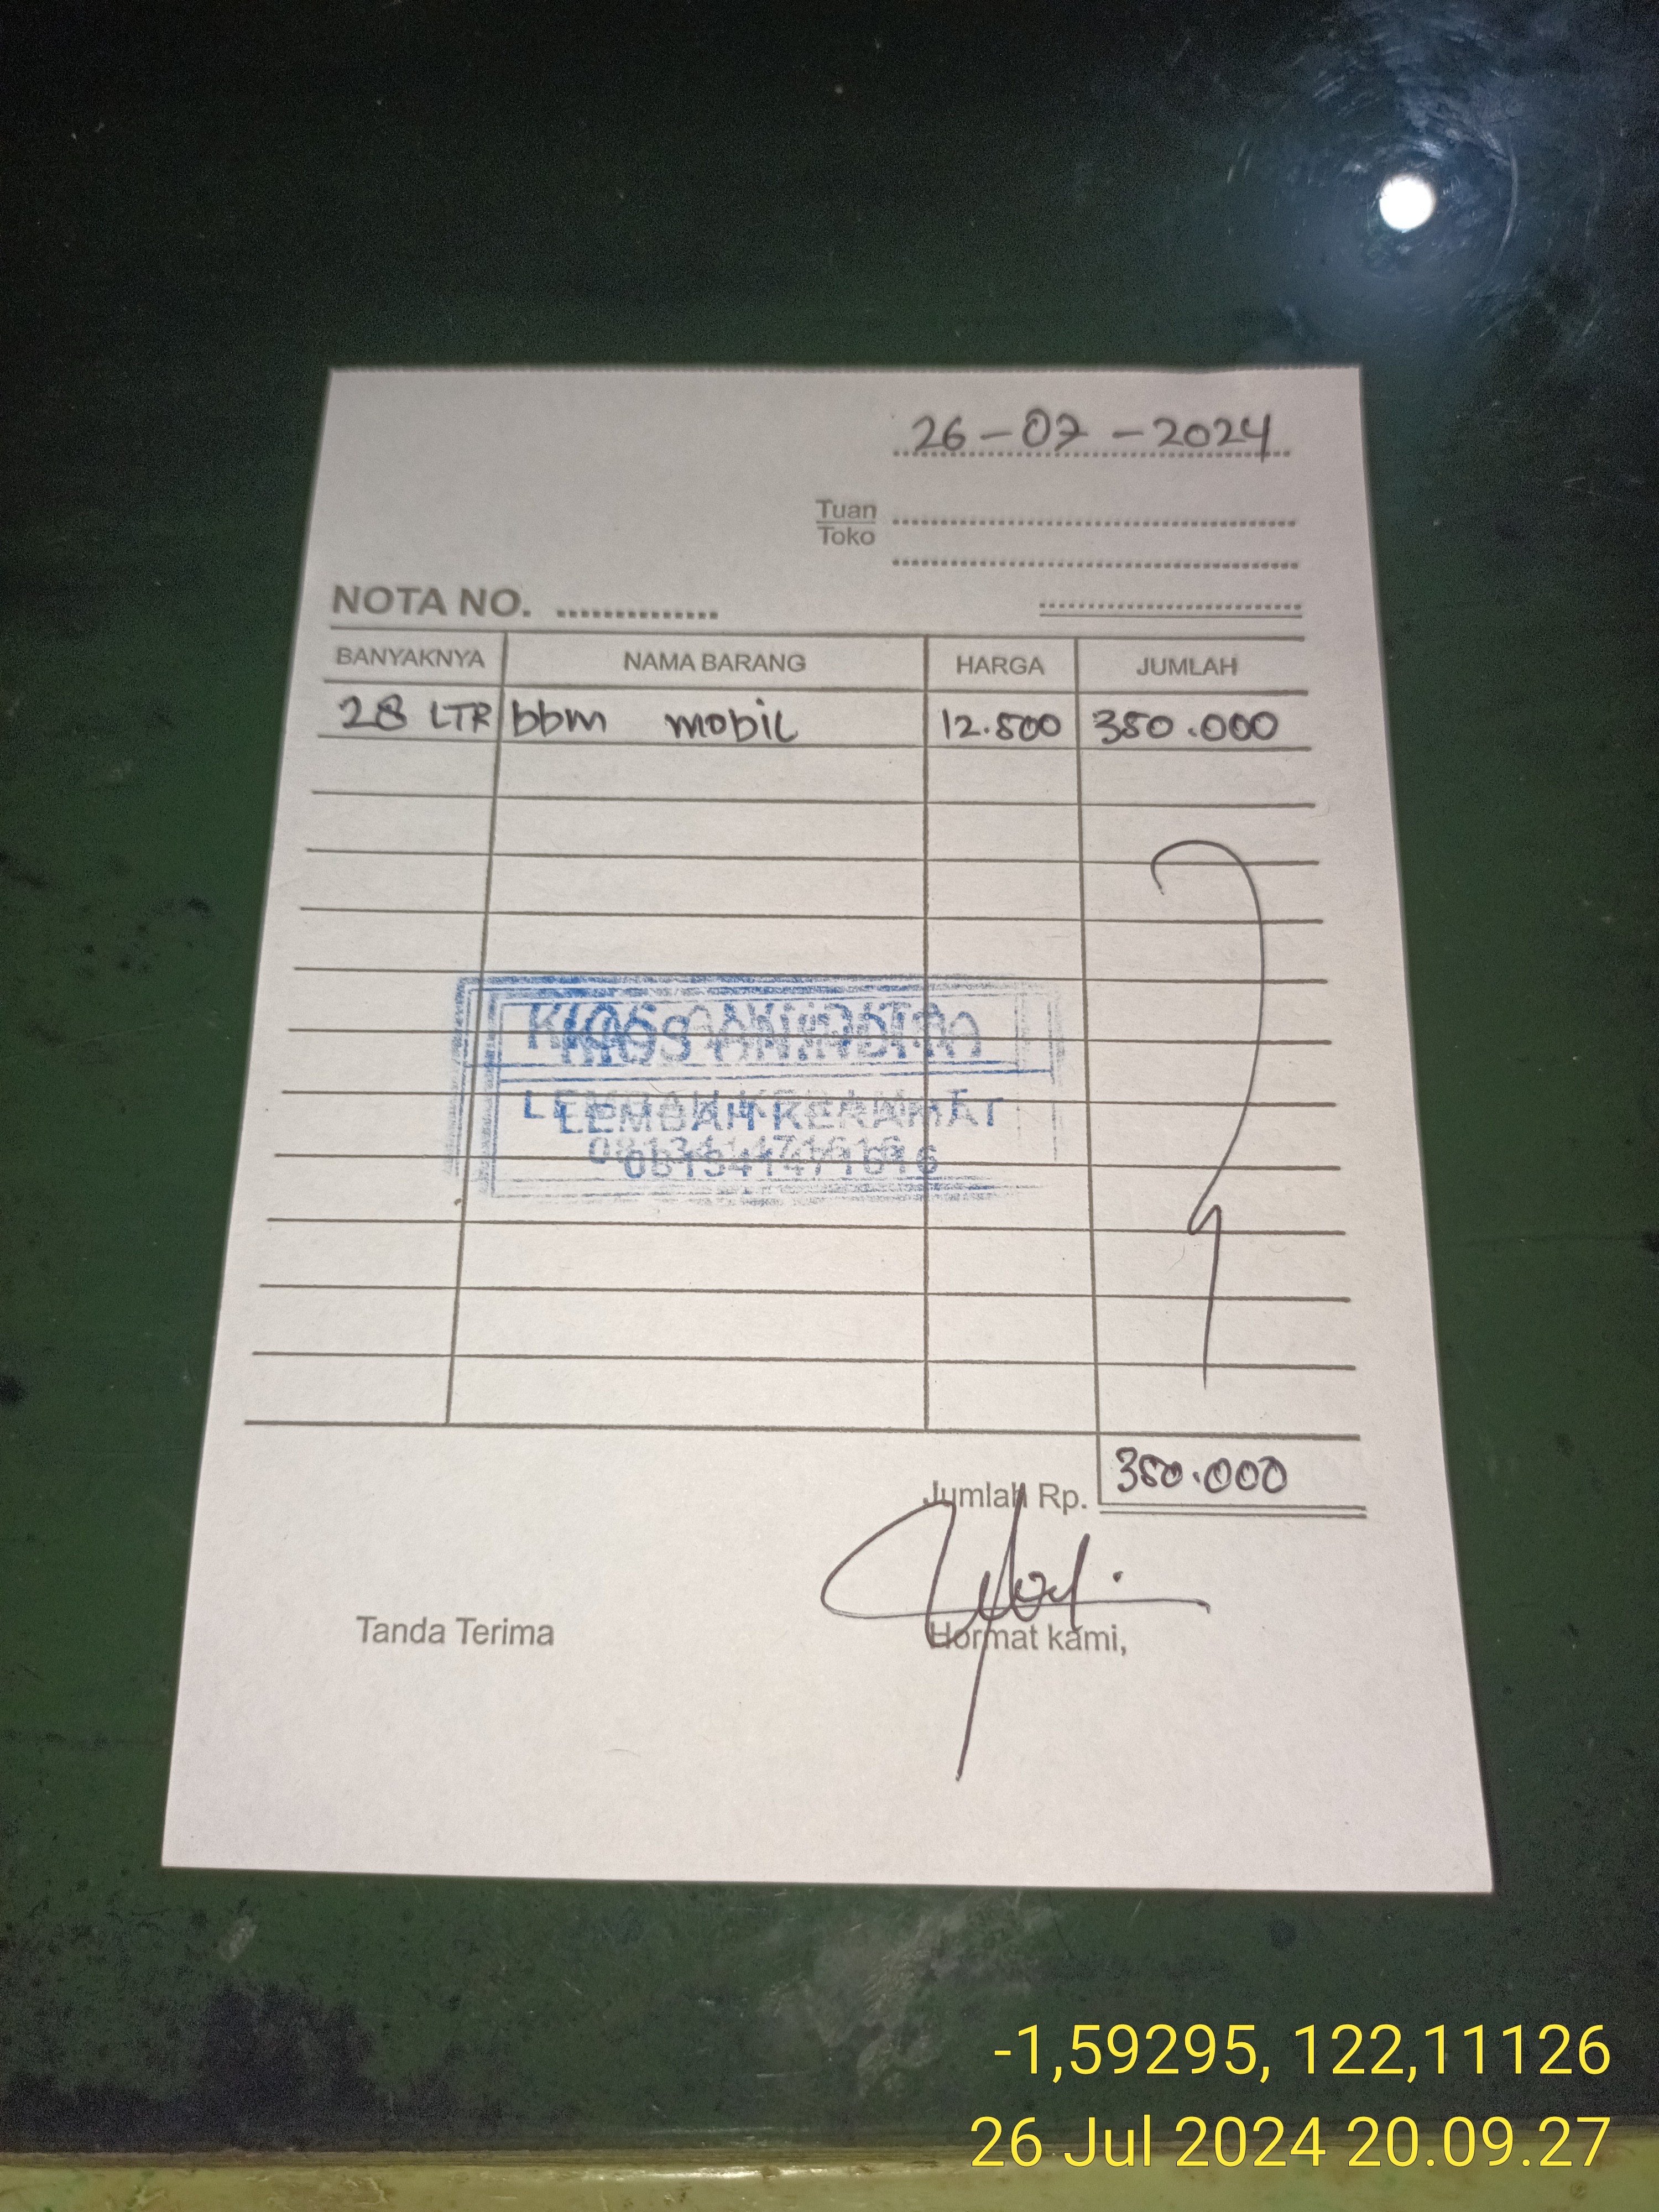 26-07-2024
Tuan
Toko
NOTA NO.
BANYAKNYA NAMA BARANG HARGA JUMLAH
28 LTR bbm mobil 12.500 350.000
KIOS
LEMBAH KERAMAT
081341471616
Jumlah Rp. 350.000
Tanda Terima Hormat kami,
-1,59295, 122,11126
26 Jul 2024 20.09.27